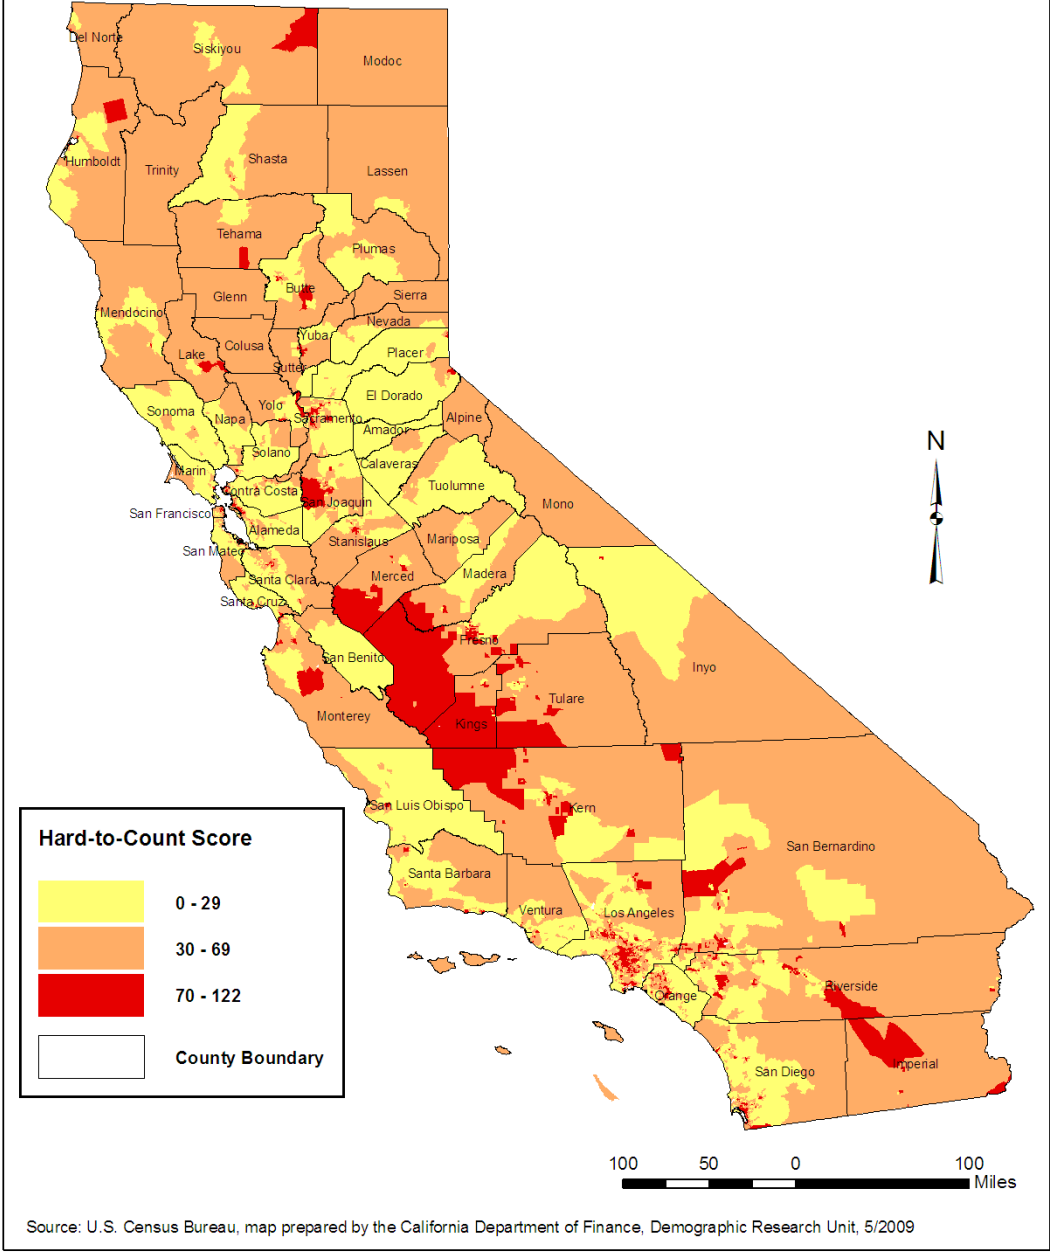 Del Norte
Siskiyou
Modoc
Humboldt
Trinity
Shasta
Lassen
Tehama
Plumas
Butte
Glenn
Sierra
Mendocino
Nevada
Yuba
Colusa
Lake
Placer
Sutter
El Dorado
Yolo
Sonoma
Napa
Sacramento
Alpine
Amador
Solano
Calaveras
Marin
Tuolumne
Contra Costa
San Joaquin
Mono
San Francisco
Alameda
Stanislaus
Mariposa
San Mateo
Santa Clara
Merced
Madera
Santa Cruz
Fresno
San Benito
Inyo
Tulare
Monterey
Kings
San Luis Obispo
Kern
San Bernardino
Santa Barbara
Ventura
Los Angeles
Riverside
Orange
Imperial
San Diego
N
Hard-to-Count Score
0 - 29
30 - 69
70 - 122
County Boundary
100 50 0 100
Miles
Source: U.S. Census Bureau, map prepared by the California Department of Finance, Demographic Research Unit, 5/2009